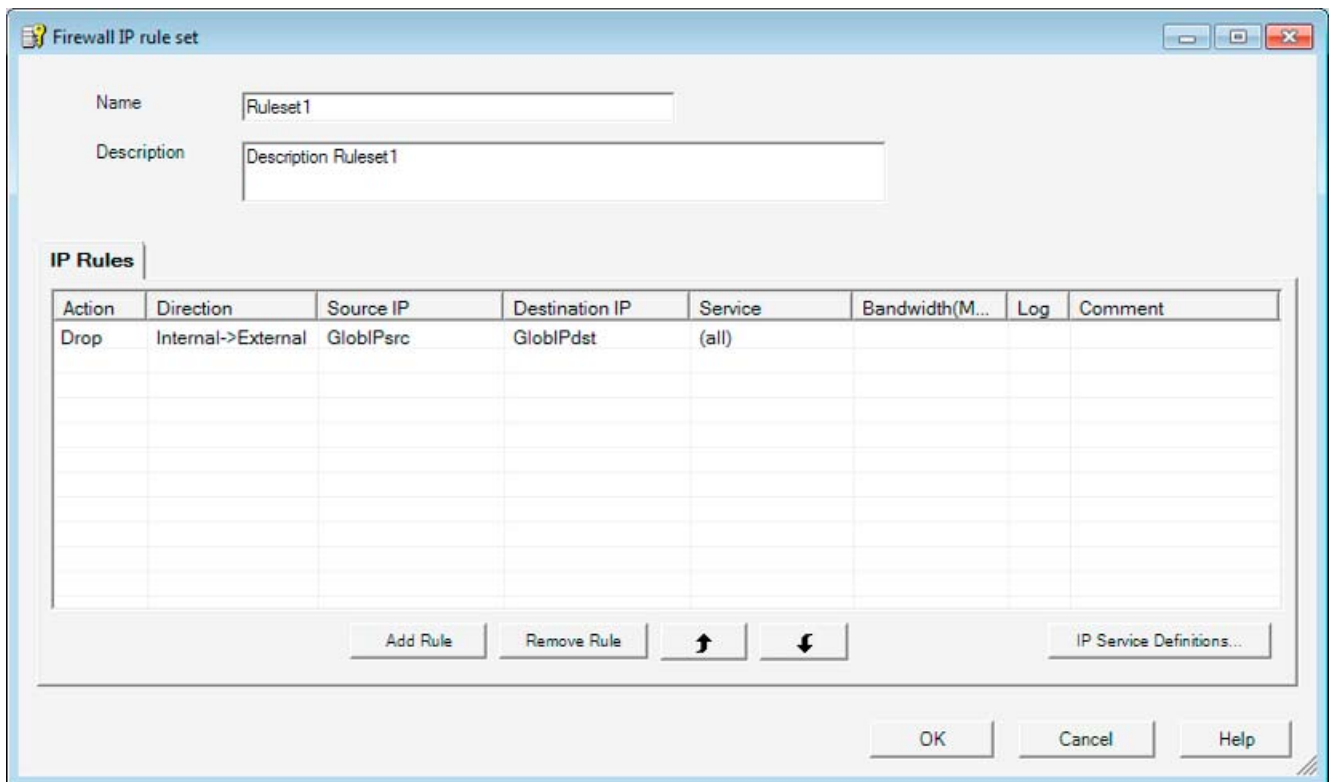 Firewall IP rule set
Name Ruleset1
Description Description Ruleset1
IP Rules
Action Direction Source IP Destination IP Service Bandwidth(M... Log Comment
Drop Internal->External GlobIPsrc GlobIPdst (all)
Add Rule Remove Rule IP Service Definitions...
OK Cancel Help